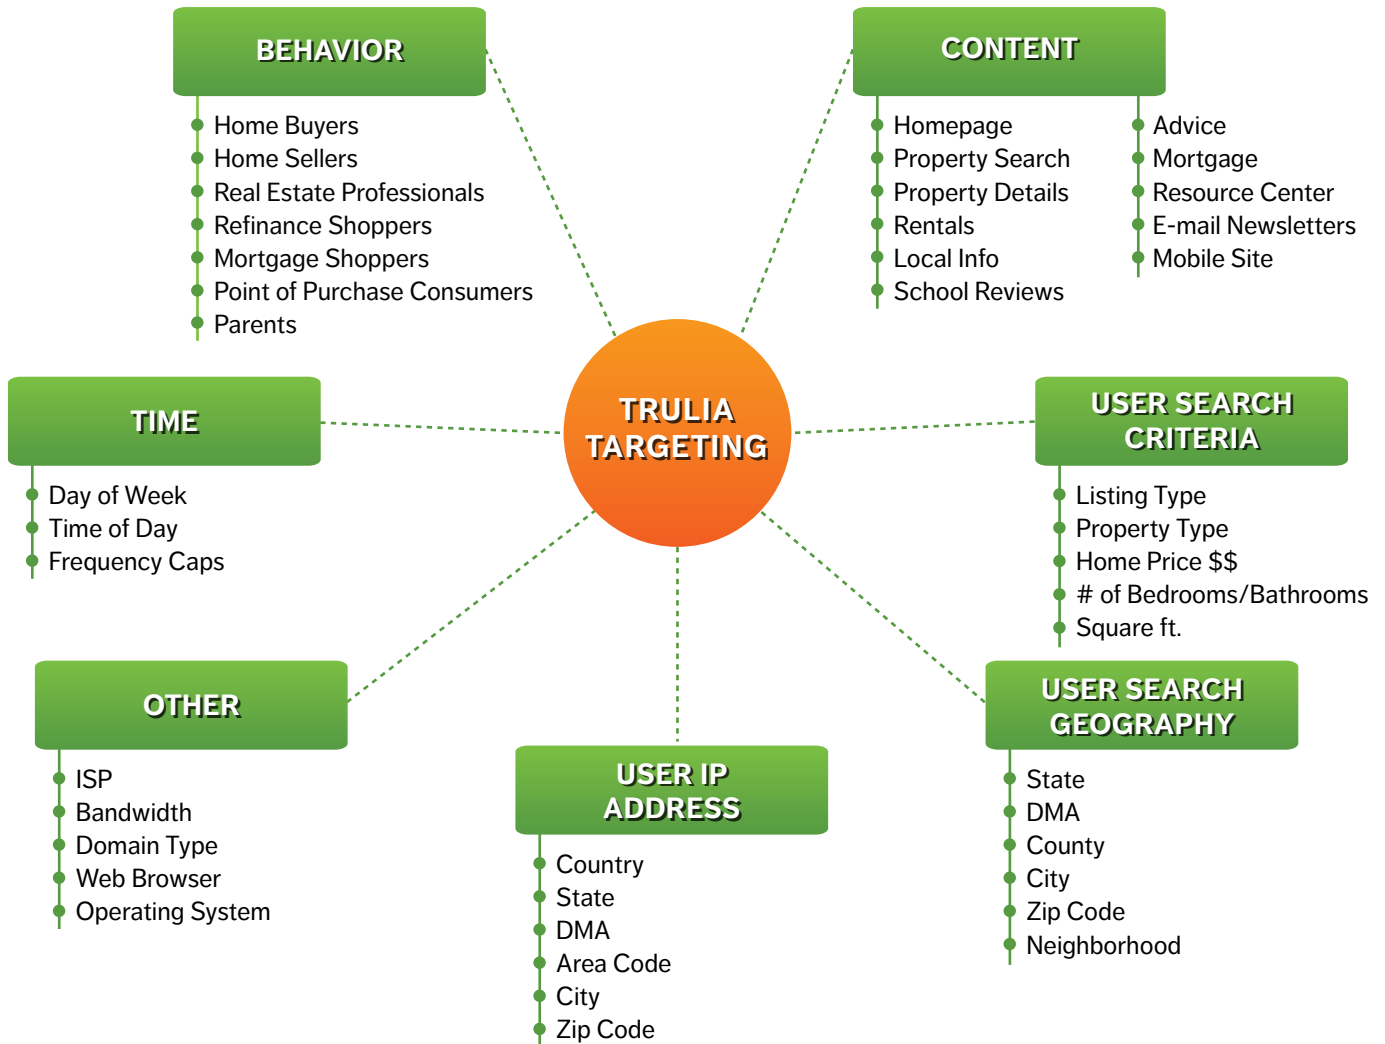 BEHAVIOR
Home Buyers
Home Sellers
Real Estate Professionals
Refinance Shoppers
Mortgage Shoppers
Point of Purchase Consumers
Parents
CONTENT
Homepage
Property Search
Property Details
Rentals
Local Info
School Reviews
Advice
Mortgage
Resource Center
E-mail Newsletters
Mobile Site
TRULIA
TARGETING
TIME
Day of Week
Time of Day
Frequency Caps
USER SEARCH
CRITERIA
Listing Type
Property Type
Home Price $$
# of Bedrooms/Bathrooms
Square ft.
OTHER
ISP
Bandwidth
Domain Type
Web Browser
Operating System
USER IP
ADDRESS
Country
State
DMA
Area Code
City
Zip Code
USER SEARCH
GEOGRAPHY
State
DMA
County
City
Zip Code
Neighborhood